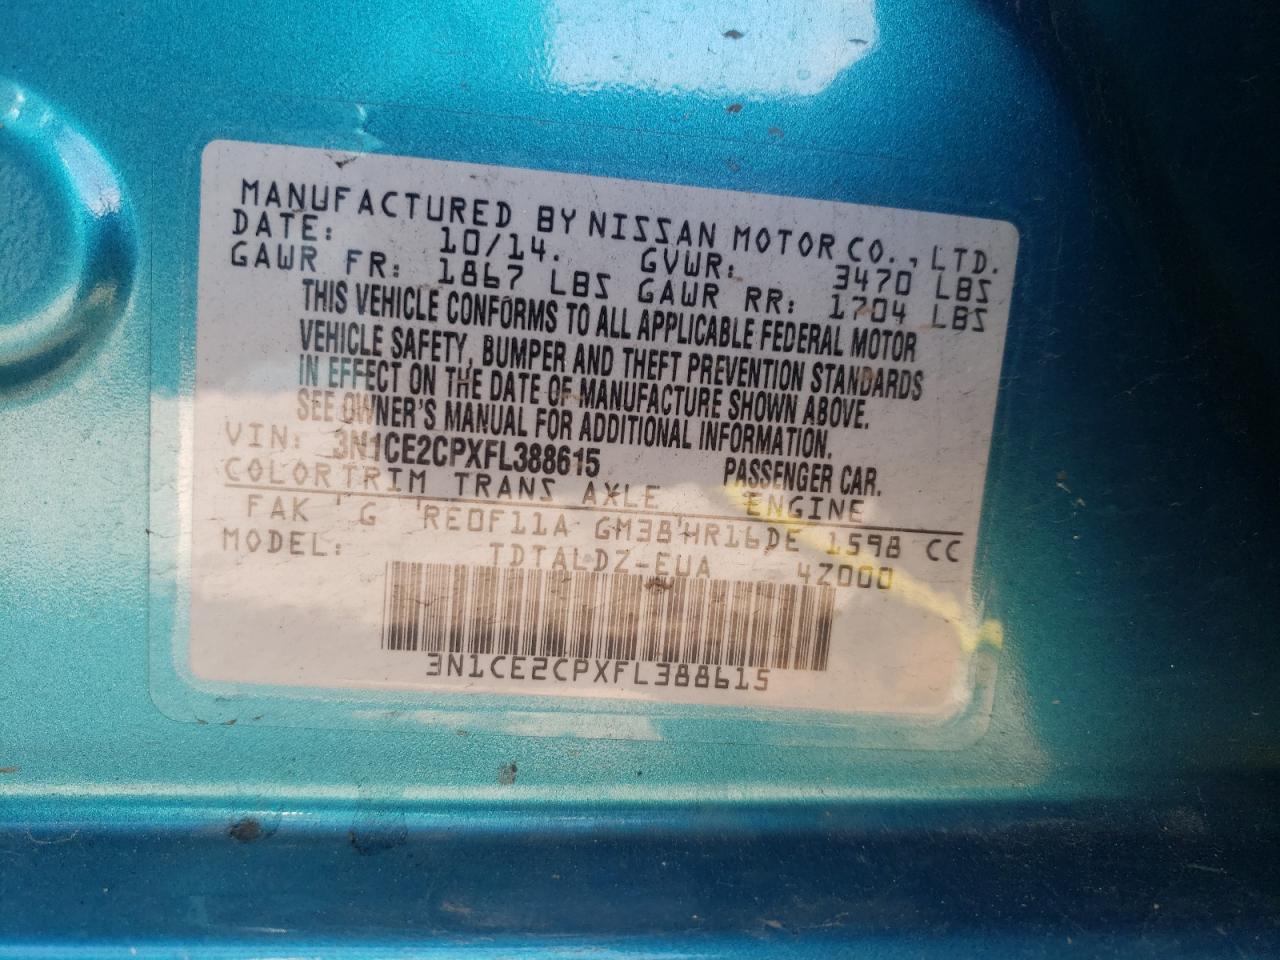 MANUFACTURED BY NISSAN MOTOR CO., LTD.
DATE: 10/14. GVWR: 3470 LBS
GAWR FR: 1867 LBS GAWR RR: 1704 LBS
THIS VEHICLE CONFORMS TO ALL APPLICABLE FEDERAL MOTOR
VEHICLE SAFETY, BUMPER AND THEFT PREVENTION STANDARDS
IN EFFECT ON THE DATE OF MANUFACTURE SHOWN ABOVE.
SEE OWNER'S MANUAL FOR ADDITIONAL INFORMATION.
VIN: 3N1CE2CPXFL388615 PASSENGER CAR.
COLOR TRIM TRANS AXLE ENGINE
FAK ' G 'RE0F11A GM38'HR16DE 1598 CC
MODEL: TDTALDZ-EUA 4Z000
3N1CE2CPXFL388615